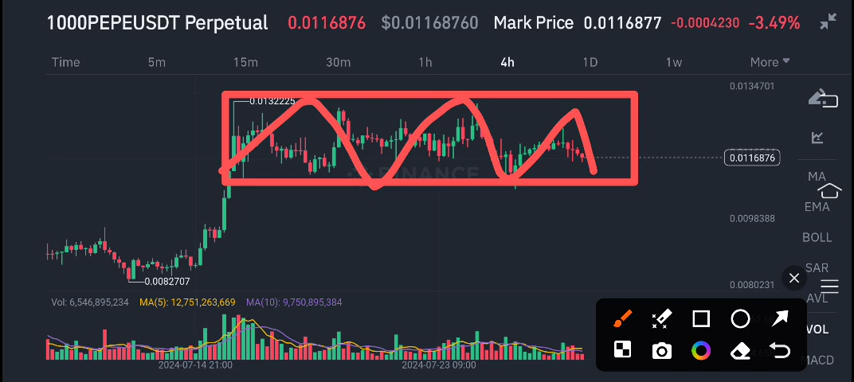 1000PEPEUSDT Perpetual 0.0116876 $0.01168760 Mark Price 0.0116877 -0.0004230 -3.49%
Time 5m 15m 30m 1h 4h 1D 1w More
0.0134701
0.0132225
0.0116876
BINANCE
MA
EMA
0.0098388
BOLL
SAR
0.0082707
0.0080231
AVL
Vol: 6,546,895,234 MA(5): 12,751,263,669 MA(10): 9,750,895,384
VOL
MACD
2024-07-14 21:00 2024-07-23 09:00